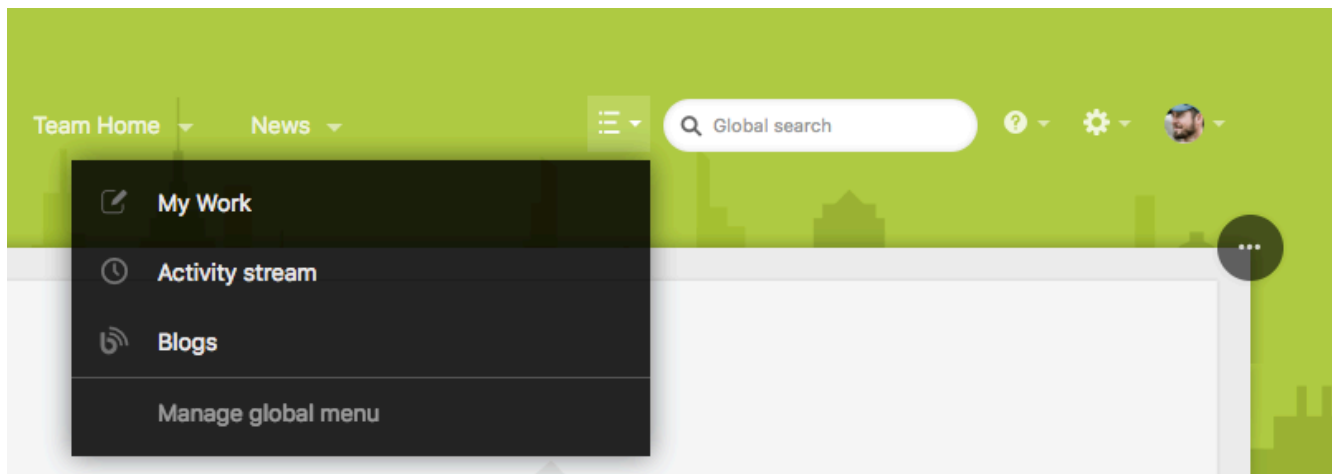 Team Home
News
Global search
My Work
Activity stream
Blogs
Manage global menu